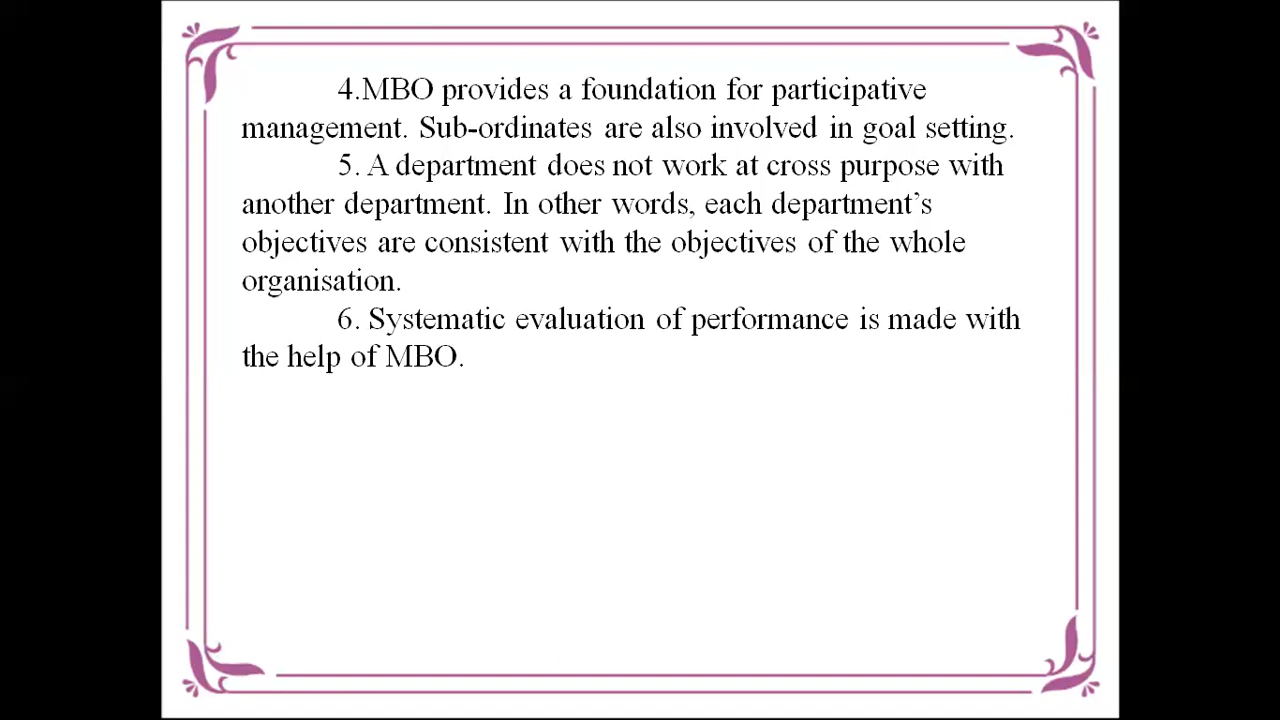 4.MBO provides a foundation for participative
management. Sub-ordinates are also involved in goal setting.
5. A department does not work at cross purpose with
another department. In other words, each department’s
objectives are consistent with the objectives of the whole
organisation.
6. Systematic evaluation of performance is made with
the help of MBO.